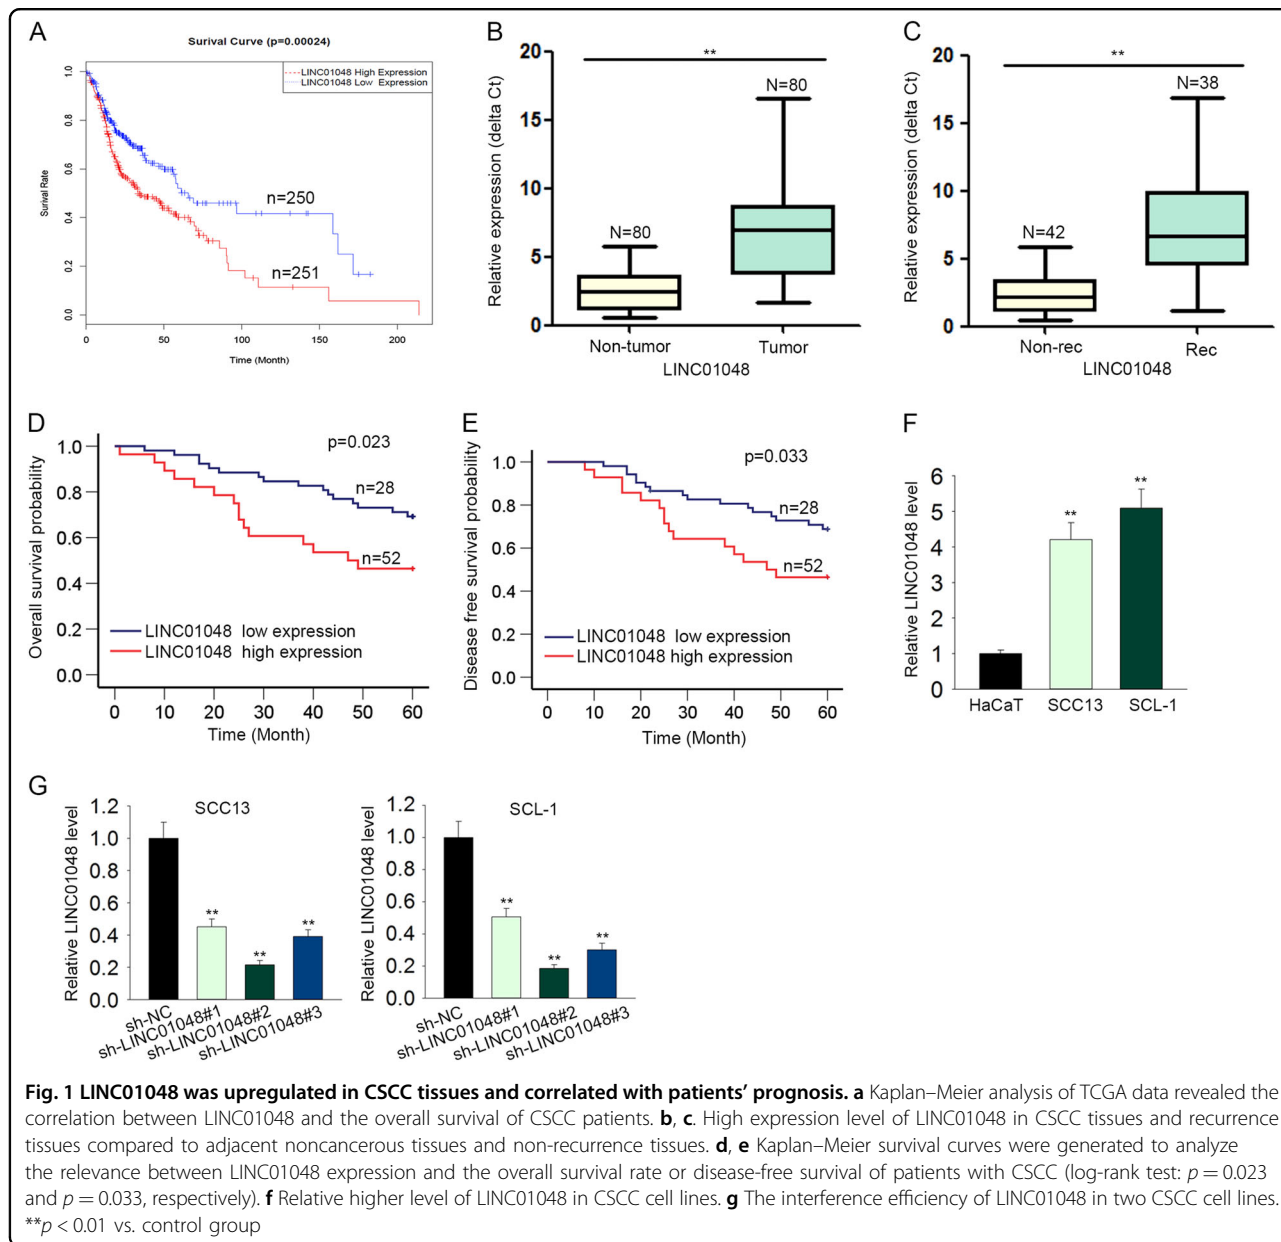 A
Surival Curve (p=0.00024)
LINC01048 High Expression
LINC01048 Low Expression
Surival Rate
1.0
0.8
0.6
0.4
0.2
0.0
n=250
n=251
0 50 100 150 200
Time (Month)
B
**
Relative expression (delta Ct)
20
15
10
5
0
N=80
N=80
Non-tumor Tumor
LINC01048
C
**
Relative expression (delta Ct)
20
15
10
5
0
N=38
N=42
Non-rec Rec
LINC01048
D
Overall survival probability
1.0
0.8
0.6
0.4
0.2
0.0
p=0.023
n=28
n=52
LINC01048 low expression
LINC01048 high expression
0 10 20 30 40 50 60
Time (Month)
E
Disease free survival probability
1.0
0.8
0.6
0.4
0.2
0.0
p=0.033
n=28
n=52
LINC01048 low expression
LINC01048 high expression
0 10 20 30 40 50 60
Time (Month)
F
Relative LINC01048 level
6
5
4
3
2
1
0
**
**
HaCaT SCC13 SCL-1
G
Relative LINC01048 level
1.2
1.0
0.8
0.6
0.4
0.2
0.0
SCC13
**
**
**
sh-NC
sh-LINC01048#1
sh-LINC01048#2
sh-LINC01048#3
Relative LINC01048 level
1.2
1.0
0.8
0.6
0.4
0.2
0.0
SCL-1
**
**
**
sh-NC
sh-LINC01048#1
sh-LINC01048#2
sh-LINC01048#3
Fig. 1 LINC01048 was upregulated in CSCC tissues and correlated with patients’ prognosis. a Kaplan–Meier analysis of TCGA data revealed the
correlation between LINC01048 and the overall survival of CSCC patients. b, c. High expression level of LINC01048 in CSCC tissues and recurrence
tissues compared to adjacent noncancerous tissues and non-recurrence tissues. d, e Kaplan–Meier survival curves were generated to analyze
the relevance between LINC01048 expression and the overall survival rate or disease-free survival of patients with CSCC (log-rank test: p = 0.023
and p = 0.033, respectively). f Relative higher level of LINC01048 in CSCC cell lines. g The interference efficiency of LINC01048 in two CSCC cell lines.
**p < 0.01 vs. control group